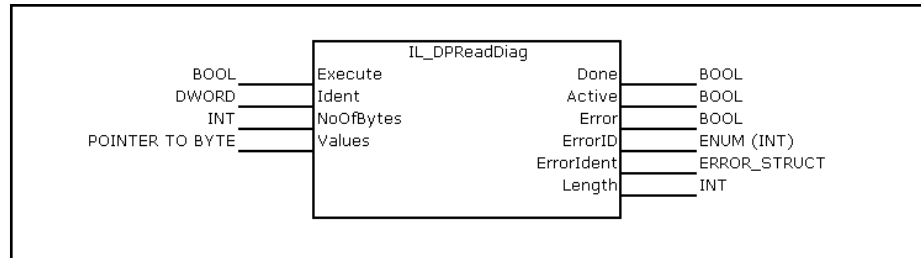 IL_DPReadDiag
BOOL Execute Done BOOL
DWORD Ident Active BOOL
INT NoOfBytes Error BOOL
POINTER TO BYTE Values ErrorID ENUM (INT)
ErrorIdent ERROR_STRUCT
Length INT